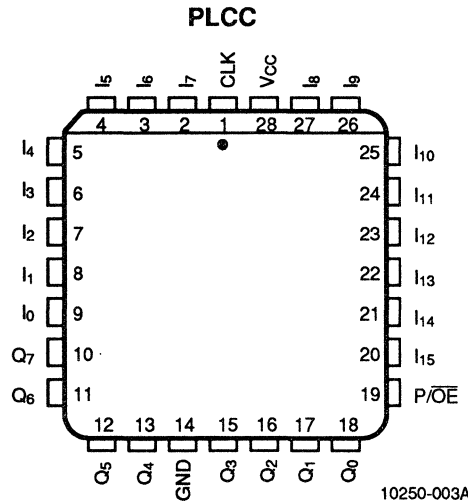 PLCC
I5 I6 I7 CLK VCC I8 I9
4 3 2 1 28 27 26
I4 5 25 I10
I3 6 24 I11
I2 7 23 I12
I1 8 22 I13
I0 9 21 I14
Q7 10 20 I15
Q6 11 19 P/O̅E̅
12 13 14 15 16 17 18
Q5 Q4 GND Q3 Q2 Q1 Q0
10250-003A